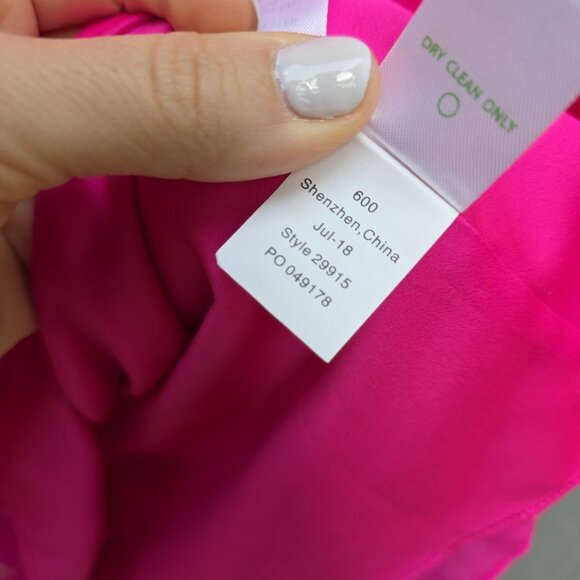 DRY CLEAN ONLY
600
Shenzhen,China
Jul-18
Style 29915
PO 049178